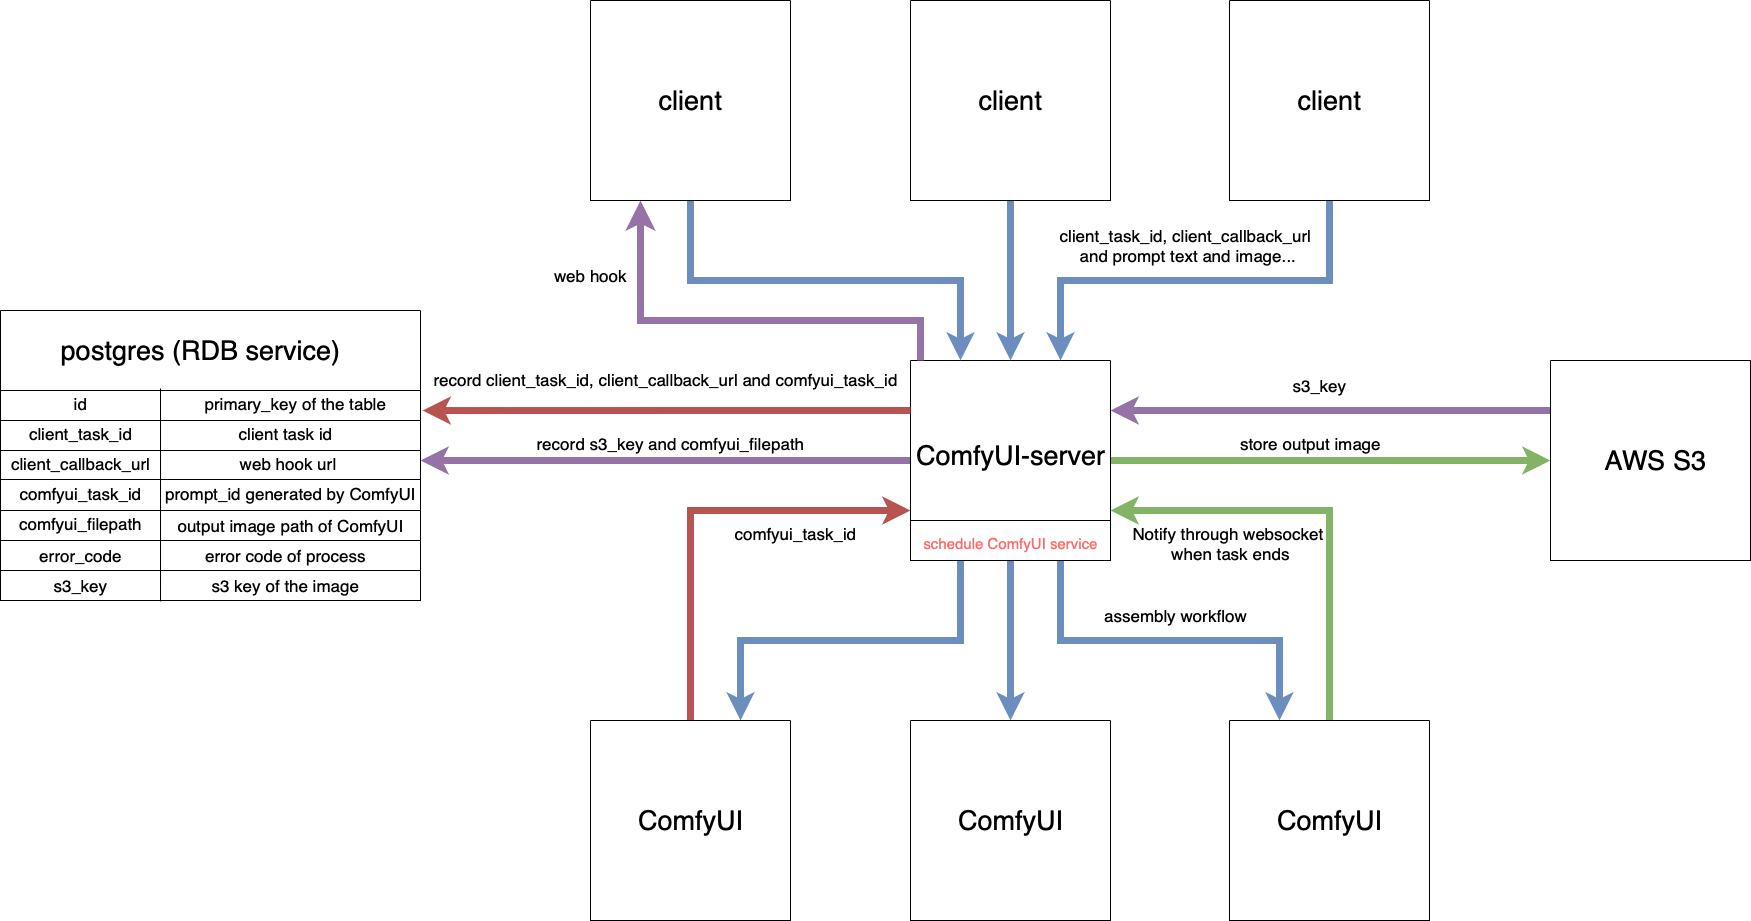 client
client
client
client_task_id, client_callback_url
and prompt text and image...
web hook
postgres (RDB service)
id
primary_key of the table
client_task_id
client task id
client_callback_url
web hook url
comfyui_task_id
prompt_id generated by ComfyUI
comfyui_filepath
output image path of ComfyUI
error_code
error code of process
s3_key
s3 key of the image
record client_task_id, client_callback_url and comfyui_task_id
record s3_key and comfyui_filepath
ComfyUI-server
schedule ComfyUI service
s3_key
store output image
AWS S3
comfyui_task_id
Notify through websocket
when task ends
assembly workflow
ComfyUI
ComfyUI
ComfyUI